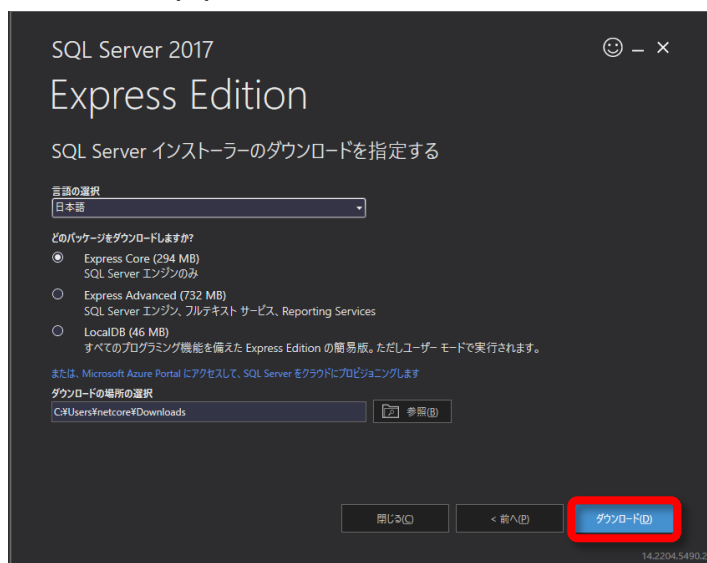 SQL Server 2017
Express Edition
SQL Server インストーラーのダウンロードを指定する
言語の選択
日本語
どのパッケージをダウンロードしますか?
Express Core (294 MB)
SQL Server エンジンのみ
Express Advanced (732 MB)
SQL Server エンジン、フルテキスト サービス、Reporting Services
LocalDB (46 MB)
すべてのプログラミング機能を備えた Express Edition の簡易版。ただしユーザー モードで実行されます。
または、Microsoft Azure Portal にアクセスして、SQL Server をクラウドにプロビジョニングします
ダウンロードの場所の選択
C:¥Users¥netcore¥Downloads
参照(B)
閉じる(C)
< 前へ(P)
ダウンロード(D)
14.2204.5490.2